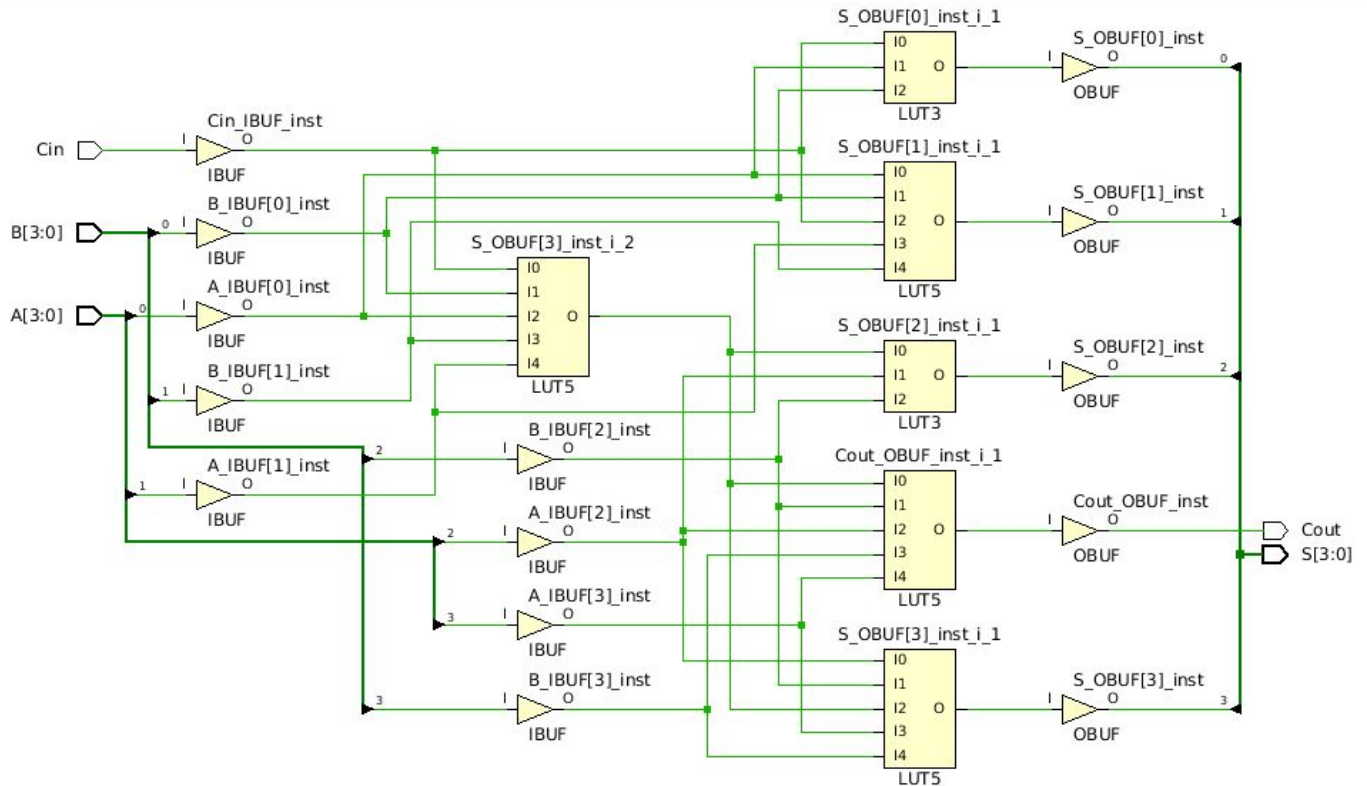 S_OBUF[0]_inst_i_1
I0
I1 O
I2
LUT3
S_OBUF[0]_inst
I O
OBUF
0
Cin
Cin_IBUF_inst
I O
IBUF
S_OBUF[1]_inst_i_1
I0
I1
I2 O
I3
I4
LUT5
S_OBUF[1]_inst
I O
OBUF
1
B[3:0]
0
B_IBUF[0]_inst
I O
IBUF
A[3:0]
0
A_IBUF[0]_inst
I O
IBUF
S_OBUF[3]_inst_i_2
I0
I1
I2 O
I3
I4
LUT5
1
B_IBUF[1]_inst
I O
IBUF
S_OBUF[2]_inst_i_1
I0
I1 O
I2
LUT3
S_OBUF[2]_inst
I O
OBUF
2
1
A_IBUF[1]_inst
I O
IBUF
2
B_IBUF[2]_inst
I O
IBUF
2
A_IBUF[2]_inst
I O
IBUF
Cout_OBUF_inst_i_1
I0
I1
I2 O
I3
I4
LUT5
Cout_OBUF_inst
I O
OBUF
Cout
S[3:0]
3
A_IBUF[3]_inst
I O
IBUF
3
B_IBUF[3]_inst
I O
IBUF
S_OBUF[3]_inst_i_1
I0
I1
I2 O
I3
I4
LUT5
S_OBUF[3]_inst
I O
OBUF
3